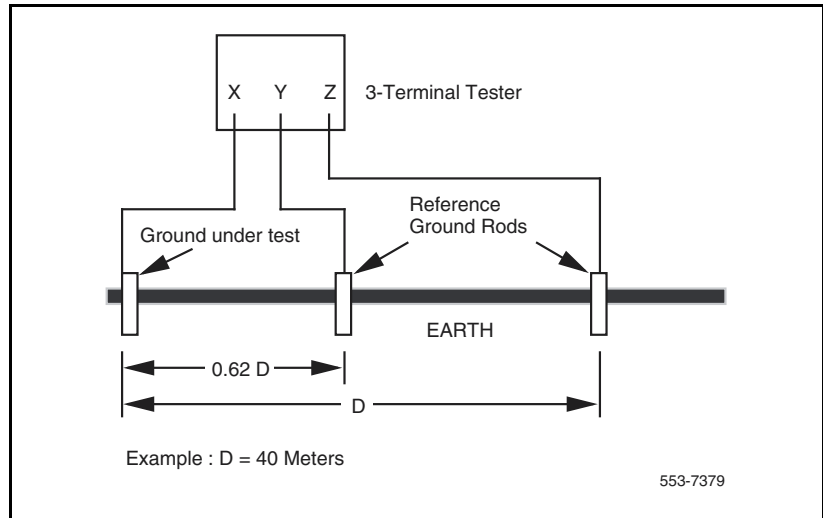 X Y Z 3-Terminal Tester
Reference
Ground Rods
Ground under test
EARTH
0.62 D
D
Example : D = 40 Meters
553-7379